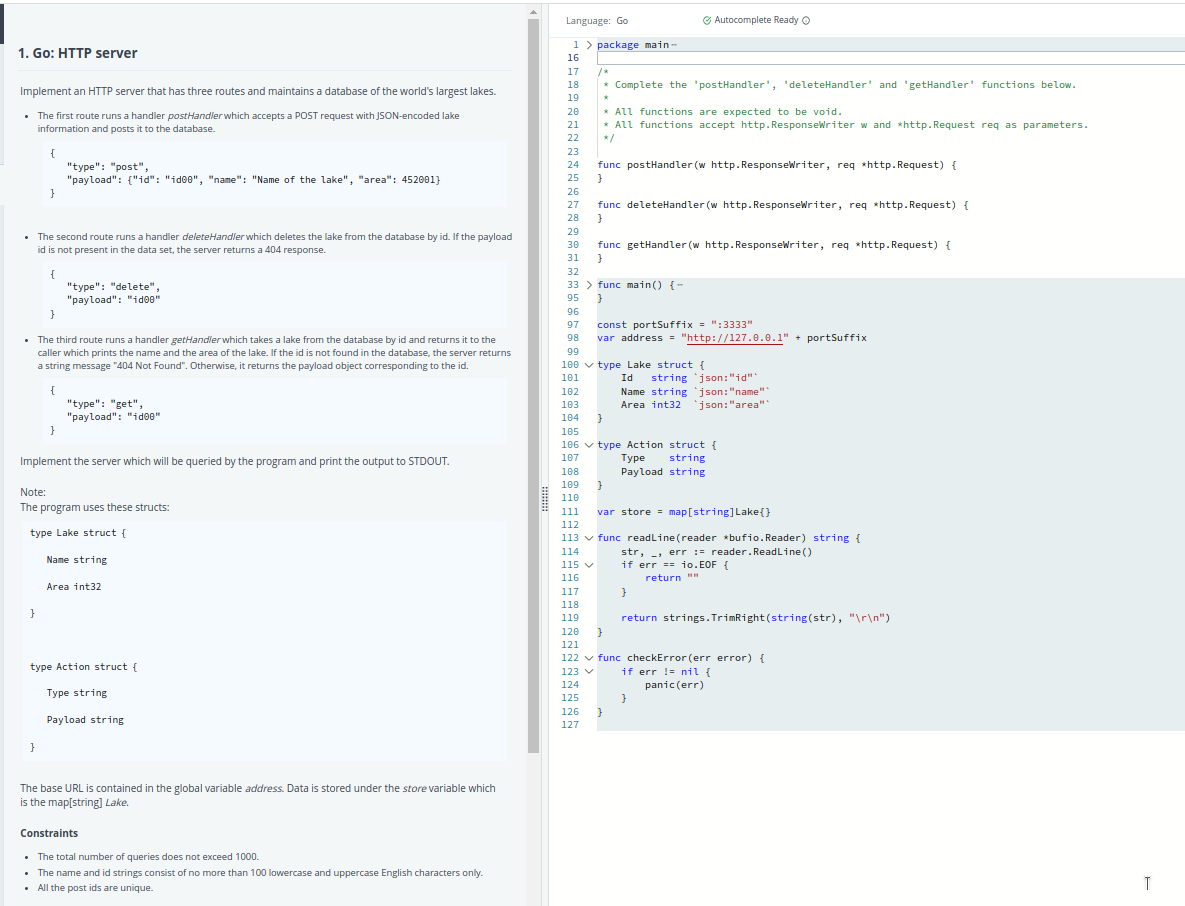 1. Go: HTTP server
Implement an HTTP server that has three routes and maintains a database of the world's largest lakes.
• The first route runs a handler postHandler which accepts a POST request with JSON-encoded lake
information and posts it to the database.
{
"type": "post",
"payload": {"id": "id00", "name": "Name of the lake", "area": 452001}
}
• The second route runs a handler deleteHandler which deletes the lake from the database by id. If the payload
id is not present in the data set, the server returns a 404 response.
{
"type": "delete",
"payload": "id00"
}
• The third route runs a handler getHandler which takes a lake from the database by id and returns it to the
caller which prints the name and the area of the lake. If the id is not found in the database, the server returns
a string message "404 Not Found". Otherwise, it returns the payload object corresponding to the id.
{
"type": "get",
"payload": "id00"
}
Implement the server which will be queried by the program and print the output to STDOUT.
Note:
The program uses these structs:
type Lake struct {
Name string
Area int32
}
type Action struct {
Type string
Payload string
}
The base URL is contained in the global variable address. Data is stored under the store variable which
is the map[string] Lake.
Constraints
• The total number of queries does not exceed 1000.
• The name and id strings consist of no more than 100 lowercase and uppercase English characters only.
• All the post ids are unique.
Language: Go
Autocomplete Ready
1 package main
16
17 /*
18 * Complete the 'postHandler', 'deleteHandler' and 'getHandler' functions below.
19 *
20 * All functions are expected to be void.
21 * All functions accept http.ResponseWriter w and *http.Request req as parameters.
22 */
23
24 func postHandler(w http.ResponseWriter, req *http.Request) {
25 }
26
27 func deleteHandler(w http.ResponseWriter, req *http.Request) {
28 }
29
30 func getHandler(w http.ResponseWriter, req *http.Request) {
31 }
32
33 func main() {
95 }
96
97 const portSuffix = ":3333"
98 var address = "http://127.0.0.1" + portSuffix
99
100 type Lake struct {
101 Id string `json:"id"`
102 Name string `json:"name"`
103 Area int32 `json:"area"`
104 }
105
106 type Action struct {
107 Type string
108 Payload string
109 }
110
111 var store = map[string]Lake{}
112
113 func readLine(reader *bufio.Reader) string {
114 str, _, err := reader.ReadLine()
115 if err == io.EOF {
116 return ""
117 }
118
119 return strings.TrimRight(string(str), "\r\n")
120 }
121
122 func checkError(err error) {
123 if err != nil {
124 panic(err)
125 }
126 }
127